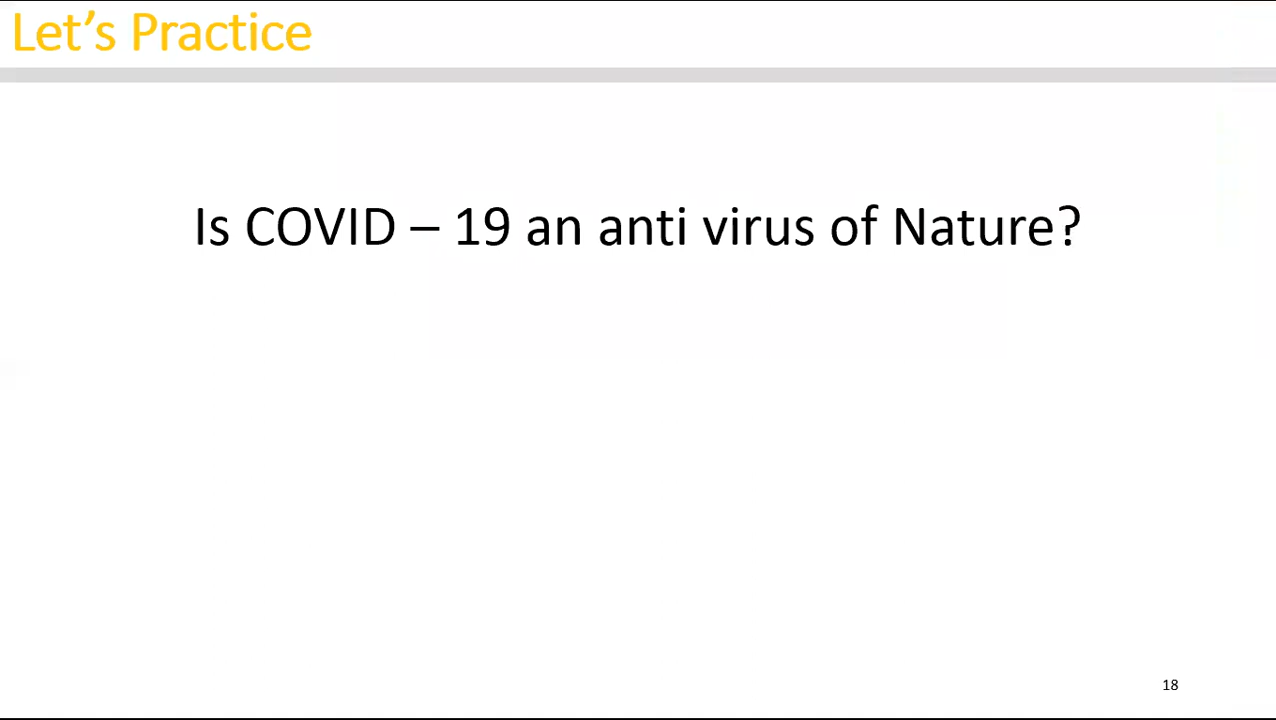 Let’s Practice
Is COVID – 19 an anti virus of Nature?
18